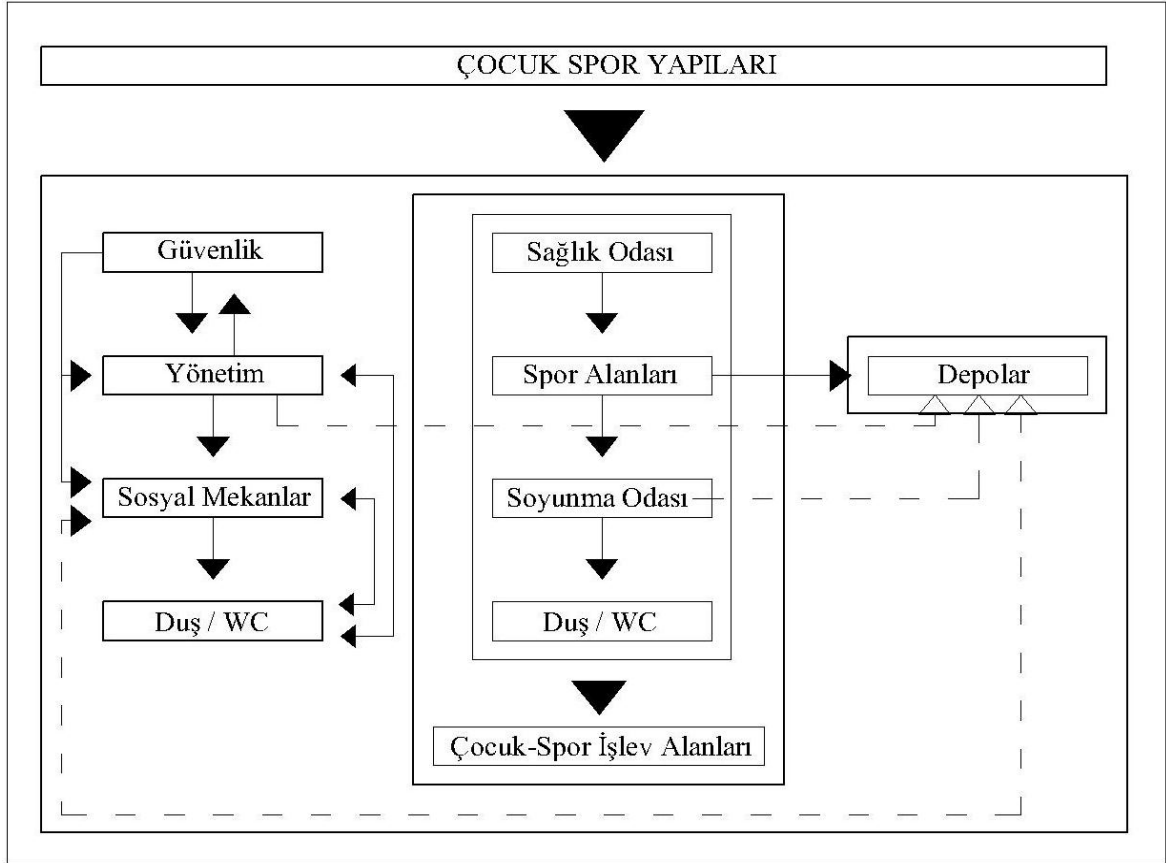 ÇOCUK SPOR YAPILARI
Güvenlik
Yönetim
Sosyal Mekanlar
Duş / WC
Sağlık Odası
Spor Alanları
Soyunma Odası
Duş / WC
Çocuk-Spor İşlev Alanları
Depolar